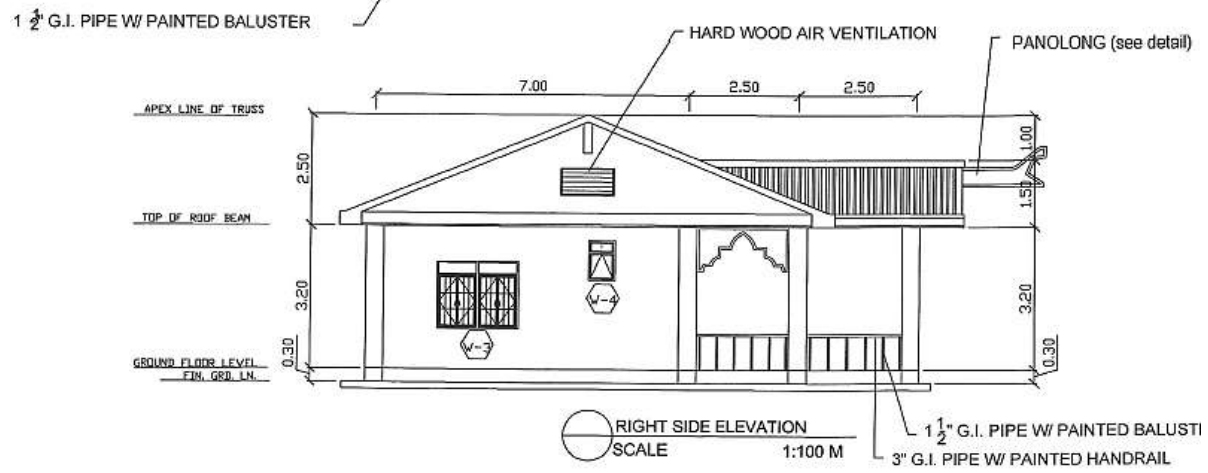 1 1/2" G.I. PIPE W/ PAINTED BALUSTER
HARD WOOD AIR VENTILATION
PANOLONG (see detail)
7.00
2.50
2.50
APEX LINE OF TRUSS
2.50
1.00
1.50
TOP OF ROOF BEAM
3.20
W-4
W-3
3.20
GROUND FLOOR LEVEL
FIN. GRD. LN.
0.30
0.30
RIGHT SIDE ELEVATION
SCALE 1:100 M
1 1/2" G.I. PIPE W/ PAINTED BALUSTI
3" G.I. PIPE W/ PAINTED HANDRAIL